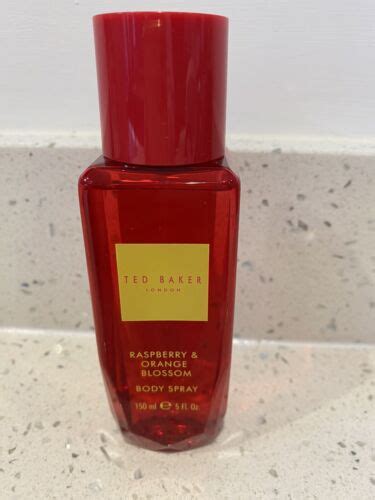 TED BAKER
LONDON
RASPBERRY &
ORANGE
BLOSSOM
BODY SPRAY
150 ml ℮ 5 fl. Oz